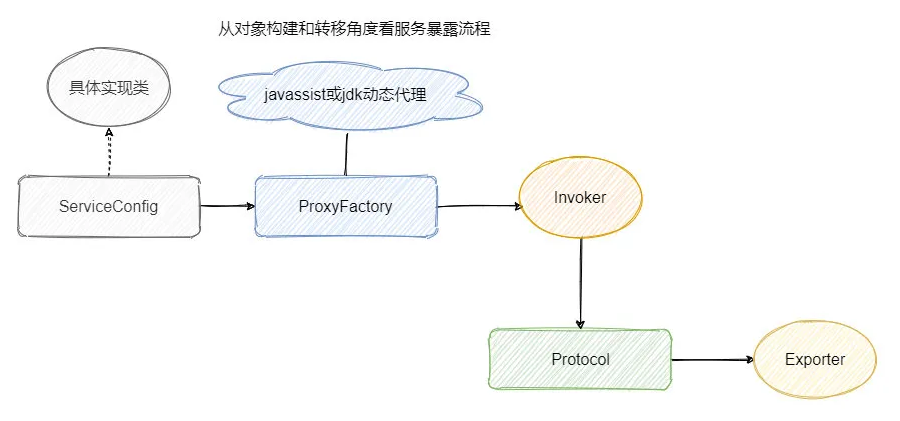 从对象构建和转移角度看服务暴露流程
具体实现类
javassist或jdk动态代理
ServiceConfig
ProxyFactory
Invoker
Protocol
Exporter